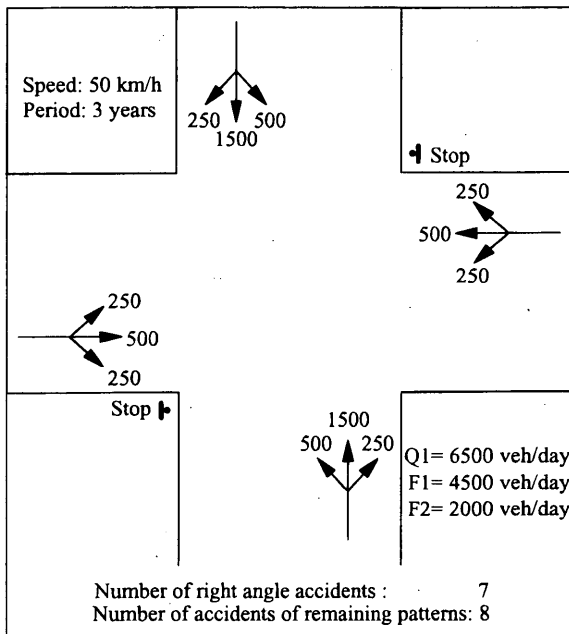 Speed: 50 km/h
Period: 3 years
250
500
1500
Stop
250
500
250
250
500
250
Stop
1500
500
250
Q1= 6500 veh/day
F1= 4500 veh/day
F2= 2000 veh/day
Number of right angle accidents : 7
Number of accidents of remaining patterns: 8